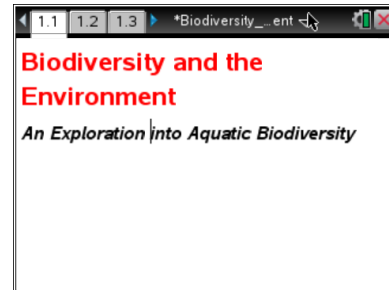 1.1 1.2 1.3 *Biodiversity_...ent
Biodiversity and the
Environment
An Exploration into Aquatic Biodiversity